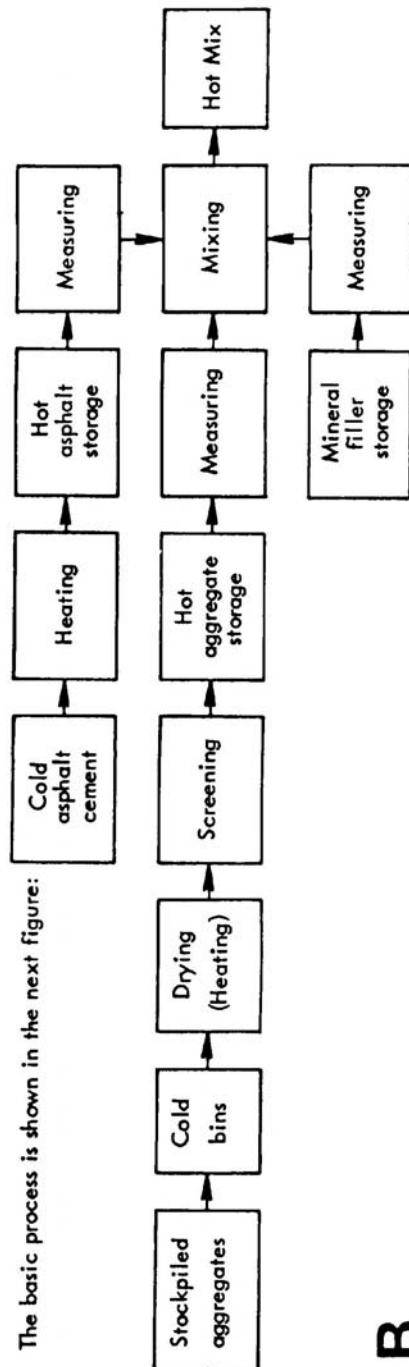 The basic process is shown in the next figure:
Cold
asphalt
cement
Heating
Hot
asphalt
storage
Measuring
Stockpiled
aggregates
Cold
bins
Drying
(Heating)
Screening
Hot
aggregate
storage
Measuring
Mixing
Hot Mix
Mineral
filler
storage
Measuring
B